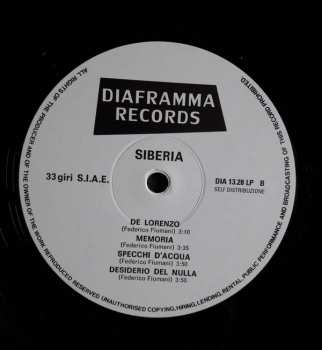 DIAFRAMMA
RECORDS
SIBERIA
33 giri S.I.A.E.
DIA 13.28 LP B
SELF DISTRIBUZIONE
DE LORENZO
(Federico Fiumani) 3:10
MEMORIA
(Federico Fiumani) 3:35
SPECCHI D'ACQUA
(Federico Fiumani) 3:50
DESIDERIO DEL NULLA
(Federico Fiumani) 3:50
ALL RIGHTS OF THE PRODUCER AND OF THE OWNER OF THE WORK REPRODUCED RESERVED UNAUTHORISED COPYING, HIRING, LENDING, RENTAL PUBLIC PERFORMANCE AND BROADCASTING OF THIS RECORD PROHIBITED